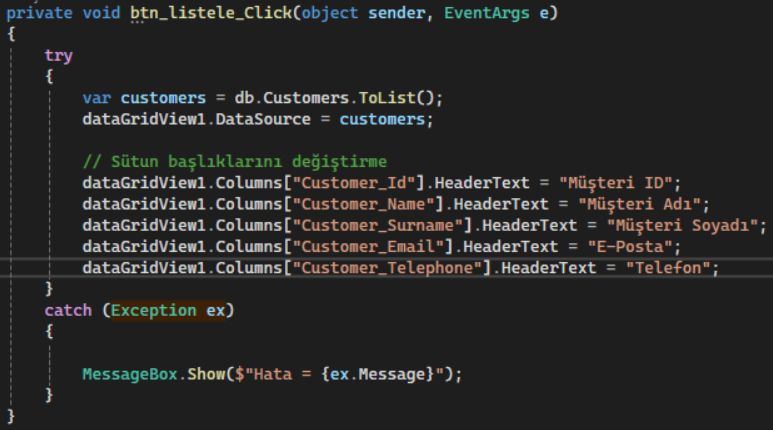 private void btn_listele_Click(object sender, EventArgs e)
{
try
{
var customers = db.Customers.ToList();
dataGridView1.DataSource = customers;
// Sütun başlıklarını değiştirme
dataGridView1.Columns["Customer_Id"].HeaderText = "Müşteri ID";
dataGridView1.Columns["Customer_Name"].HeaderText = "Müşteri Adı";
dataGridView1.Columns["Customer_Surname"].HeaderText = "Müşteri Soyadı";
dataGridView1.Columns["Customer_Email"].HeaderText = "E-Posta";
dataGridView1.Columns["Customer_Telephone"].HeaderText = "Telefon";
}
catch (Exception ex)
{
MessageBox.Show($"Hata = {ex.Message}");
}
}